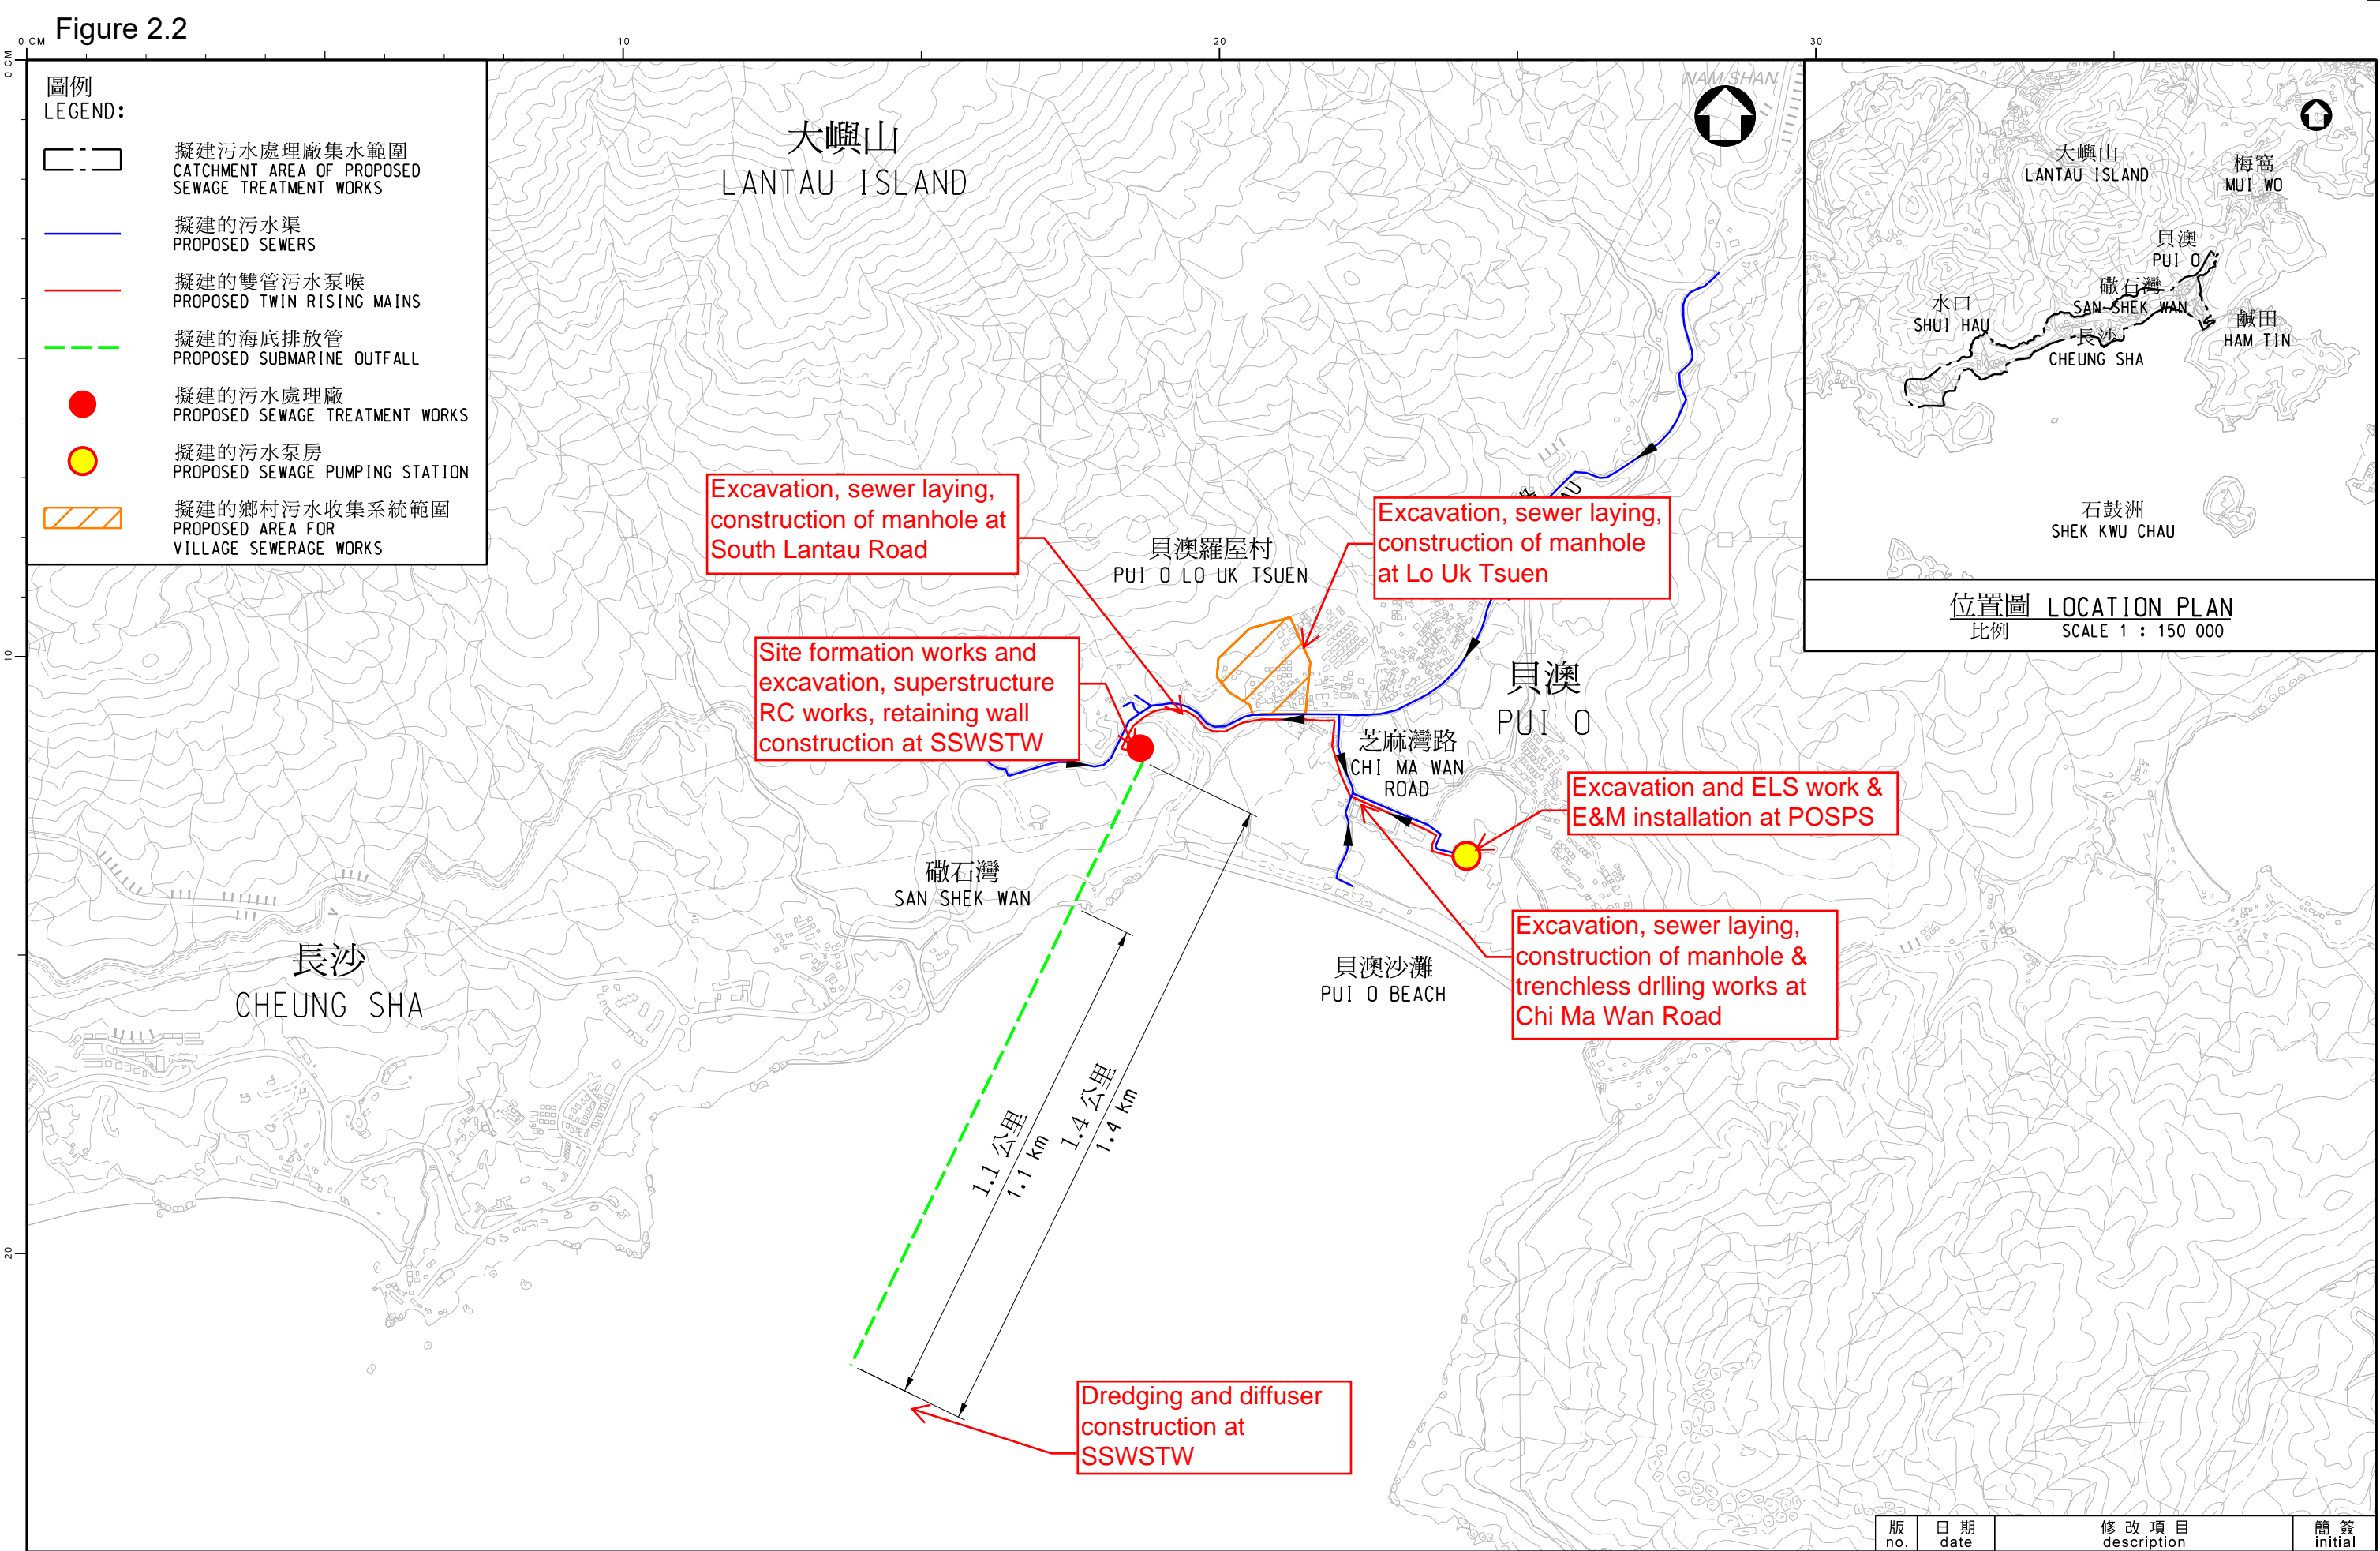 Figure 2.2
0 CM
10
20
30
0 CM
10
20
圖例
LEGEND:
擬建污水處理廠集水範圍
CATCHMENT AREA OF PROPOSED
SEWAGE TREATMENT WORKS
擬建的污水渠
PROPOSED SEWERS
擬建的雙管污水泵喉
PROPOSED TWIN RISING MAINS
擬建的海底排放管
PROPOSED SUBMARINE OUTFALL
擬建的污水處理廠
PROPOSED SEWAGE TREATMENT WORKS
擬建的污水泵房
PROPOSED SEWAGE PUMPING STATION
擬建的鄉村污水收集系統範圍
PROPOSED AREA FOR
VILLAGE SEWERAGE WORKS
大嶼山
LANTAU ISLAND
NAM SHAN
Excavation, sewer laying,
construction of manhole at
South Lantau Road
貝澳羅屋村
PUI O LO UK TSUEN
Excavation, sewer laying,
construction of manhole
at Lo Uk Tsuen
Site formation works and
excavation, superstructure
RC works, retaining wall
construction at SSWSTW
貝澳
PUI O
芝麻灣路
CHI MA WAN
ROAD
Excavation and ELS work &
E&M installation at POSPS
磡石灣
SAN SHEK WAN
長沙
CHEUNG SHA
貝澳沙灘
PUI O BEACH
Excavation, sewer laying,
construction of manhole &
trenchless drlling works at
Chi Ma Wan Road
1.1 公里
1.1 km
1.4 公里
1.4 km
Dredging and diffuser
construction at
SSWSTW
大嶼山
LANTAU ISLAND
梅窩
MUI WO
貝澳
PUI O
磡石灣
SAN SHEK WAN
水口
SHUI HAU
鹹田
HAM TIN
長沙
CHEUNG SHA
石鼓洲
SHEK KWU CHAU
位置圖 LOCATION PLAN
比例 SCALE 1 : 150 000
版 日期 修改項目 簡簽
no. date description initial